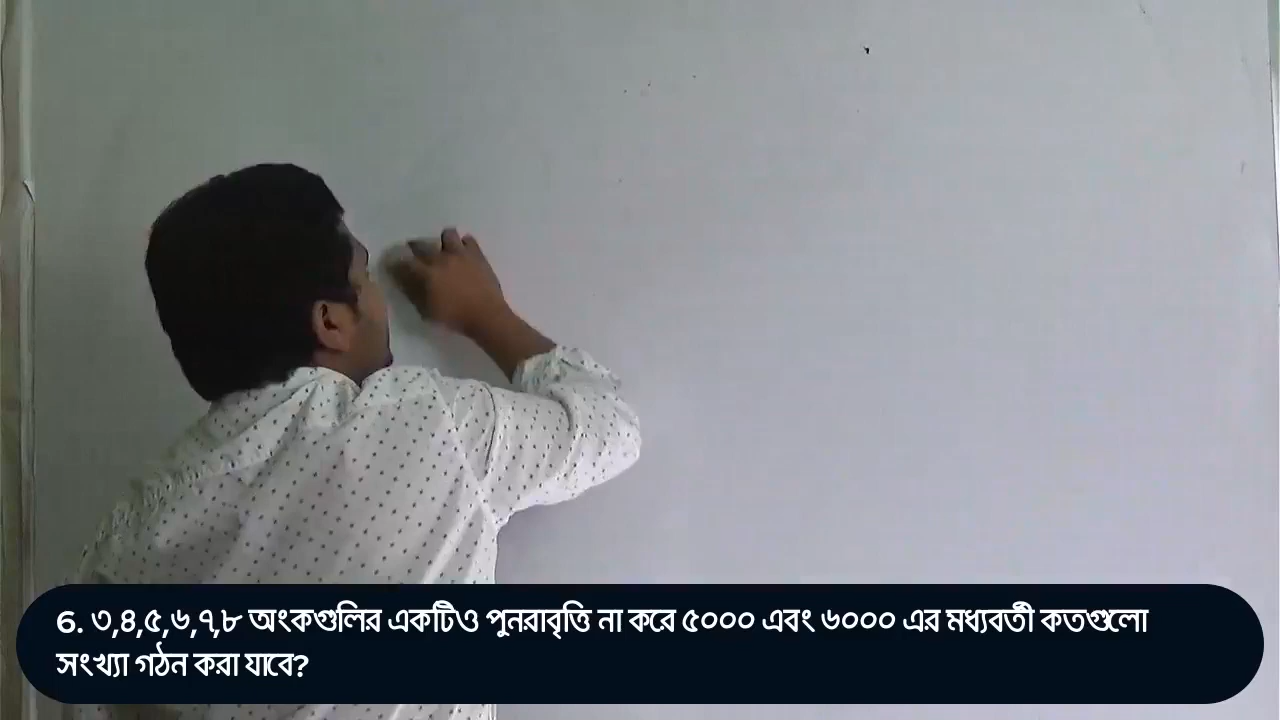 6. ৩,৪,৫,৬,৭,৮ অংকগুলির একটিও পুনরাবৃত্তি না করে ৫০০০ এবং ৬০০০ এর মধ্যবর্তী কতগুলো
সংখ্যা গঠন করা যাবে?